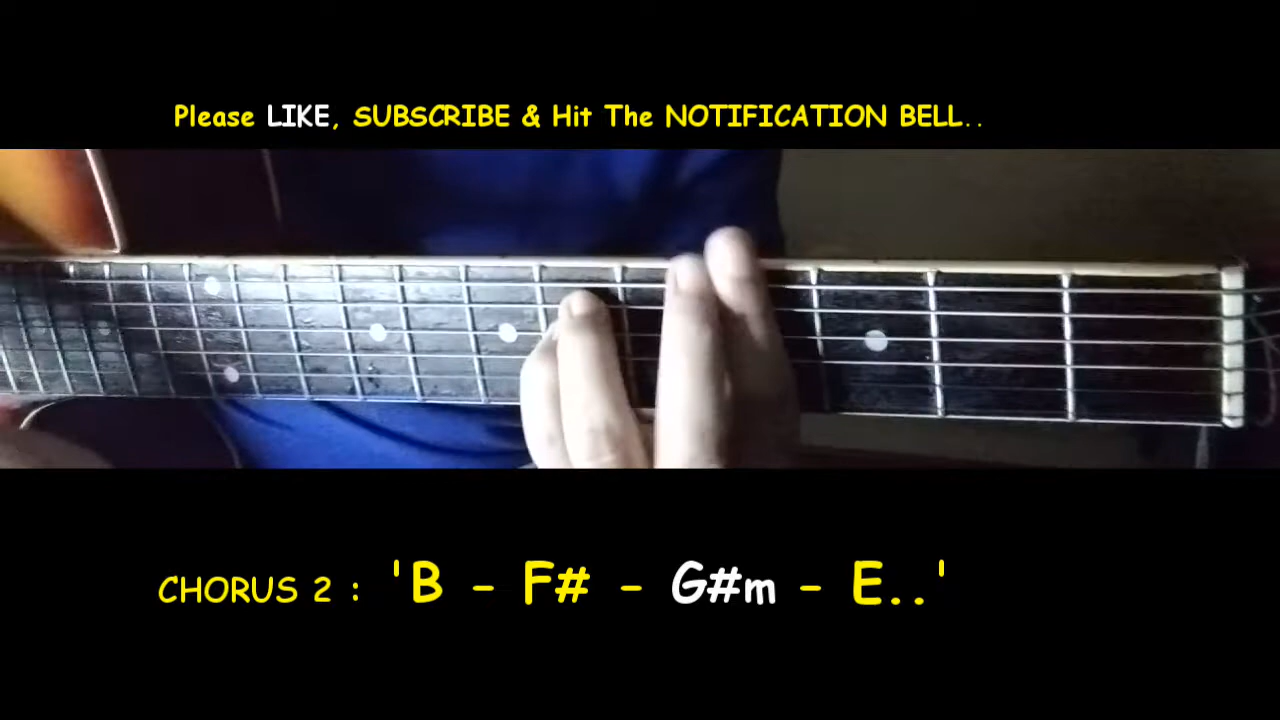 Please LIKE, SUBSCRIBE & Hit The NOTIFICATION BELL..
CHORUS 2 : 'B - F# - G#m - E..'